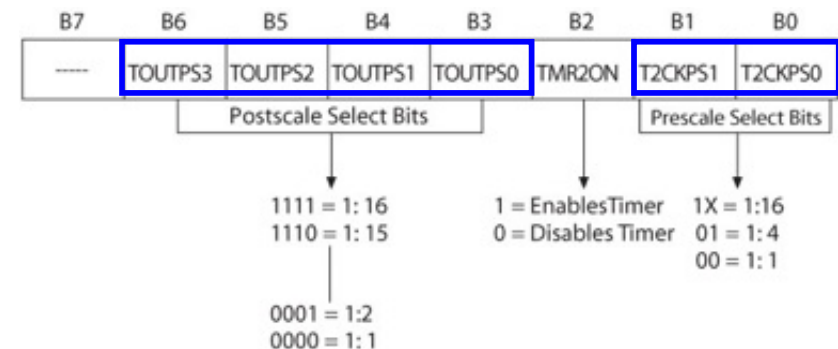 B7 B6 B5 B4 B3 B2 B1 B0
----- TOUTPS3 TOUTPS2 TOUTPS1 TOUTPS0 TMR2ON T2CKPS1 T2CKPS0
Postscale Select Bits Prescale Select Bits
1111 = 1: 16 1 = EnablesTimer 1X = 1:16
1110 = 1: 15 0 = Disables Timer 01 = 1: 4
00 = 1: 1
0001 = 1:2
0000 = 1: 1